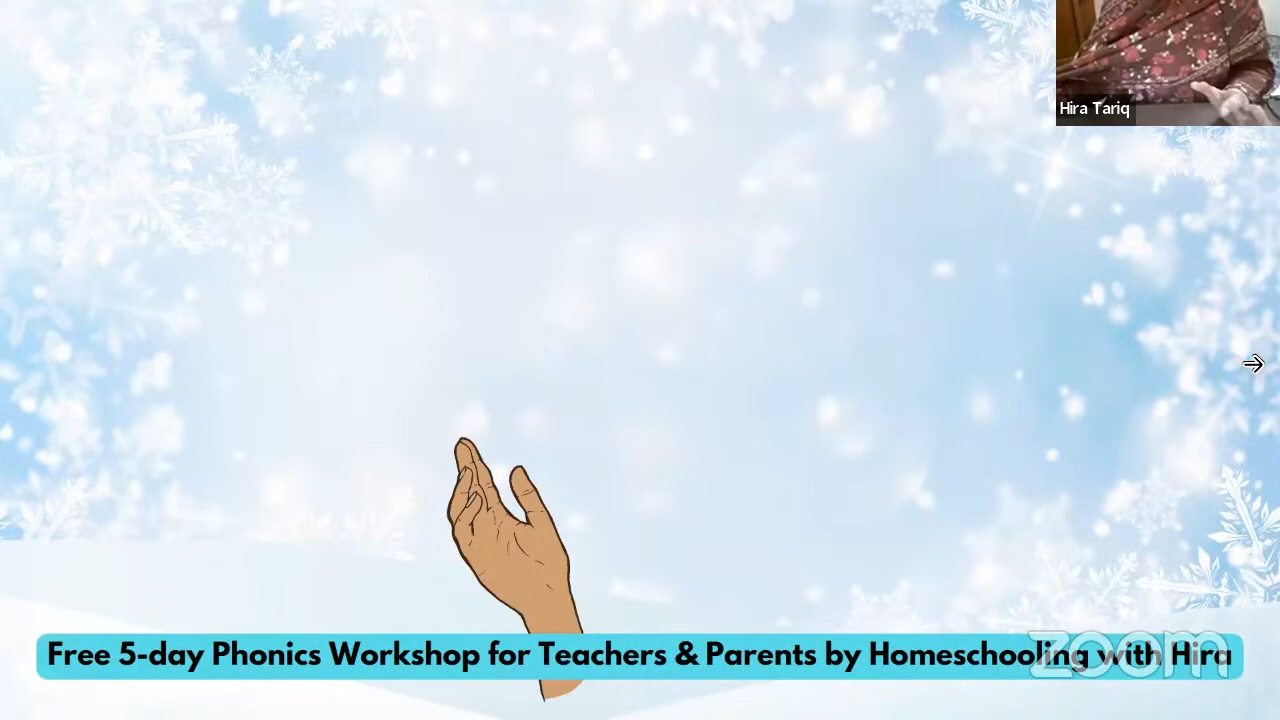 Hira Tariq
Free 5-day Phonics Workshop for Teachers & Parents by Homeschooling with Hira
zoom